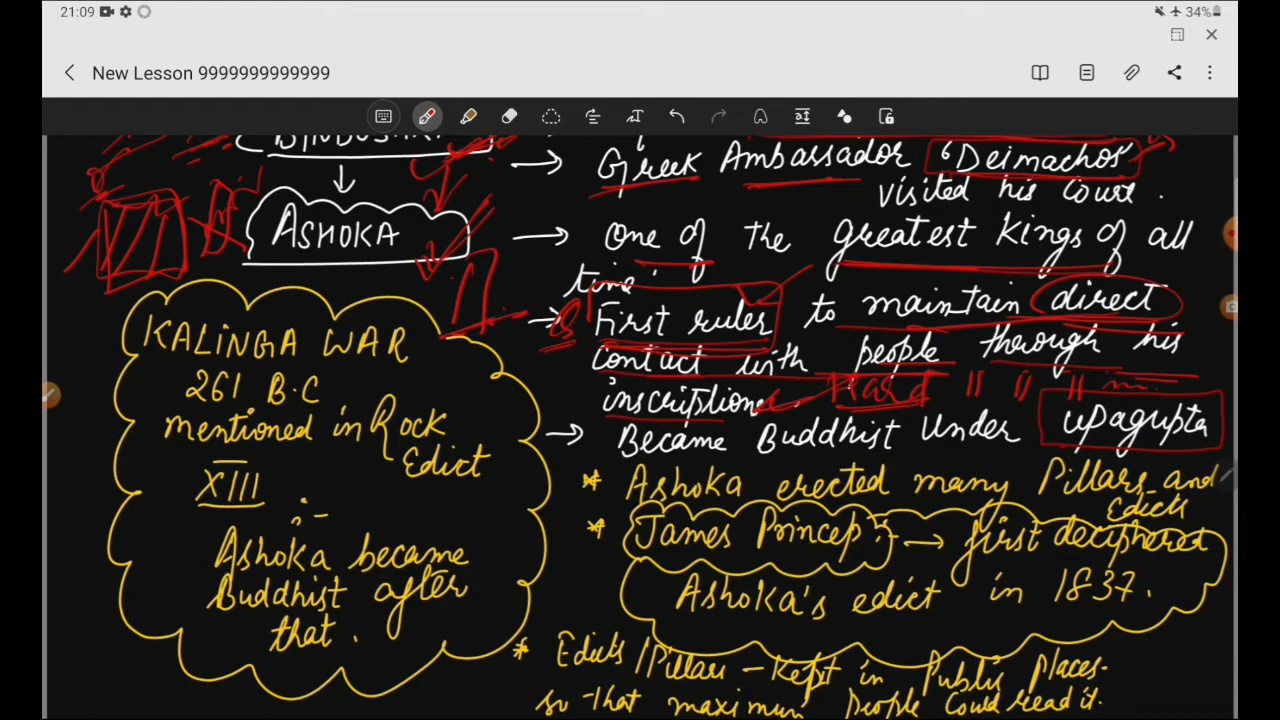 21:09
34%
New Lesson 9999999999999
BINDUSHAR
Greek Ambassador 'Deimachos'
visited his court.
ASHOKA
one of the greatest kings of all
time.
First ruler to maintain direct
contact with people through his
inscription
Hard
Became Buddhist under upagupta
KALINGA WAR
261 B.C
mentioned in Rock
Edict
XIII :-
Ashoka became
Buddhist after
that.
* Ashoka erected many Pillars and
Edicts
* James Princep :- → first deciphered
Ashoka's edict in 1837.
* Edicts / Pillars - Kept in Public Places.
so that maximum people could read it.